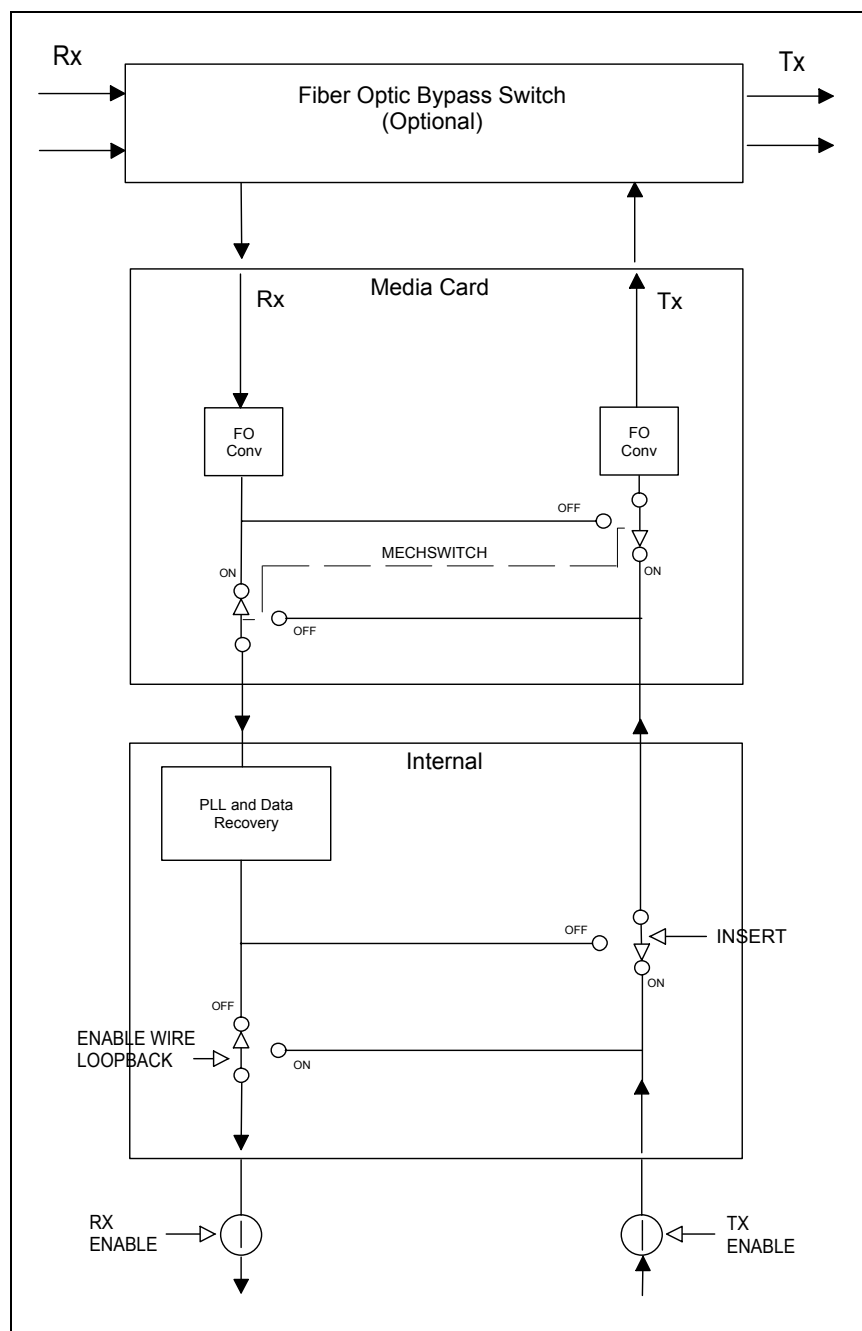 Rx
Tx
Fiber Optic Bypass Switch
(Optional)
Media Card
Rx
Tx
FO
Conv
FO
Conv
OFF
MECHSWITCH
ON
ON
OFF
Internal
PLL and Data
Recovery
OFF
INSERT
ON
OFF
ENABLE WIRE
LOOPBACK
ON
RX
ENABLE
TX
ENABLE